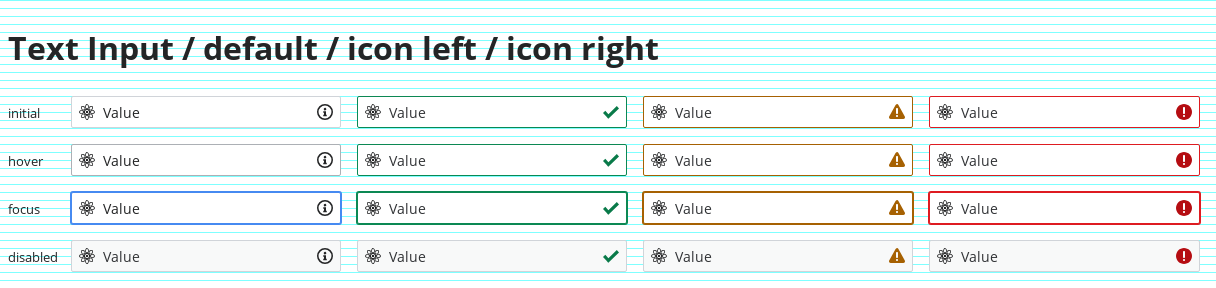 Text Input / default / icon left / icon right
initial Value Value Value Value
hover Value Value Value Value
focus Value Value Value Value
disabled Value Value Value Value